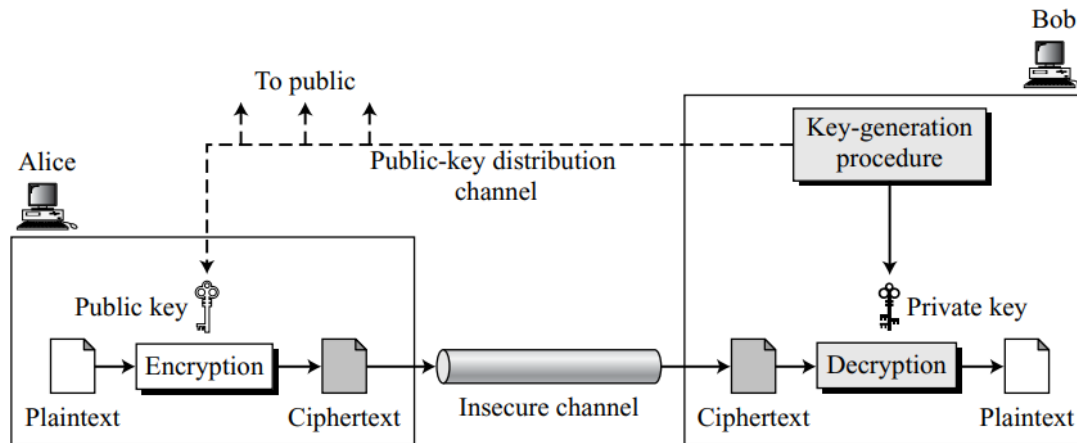 Bob
To public
Key-generation
procedure
Public-key distribution
channel
Alice
Public key
Private key
Encryption
Decryption
Plaintext
Ciphertext
Insecure channel
Ciphertext
Plaintext